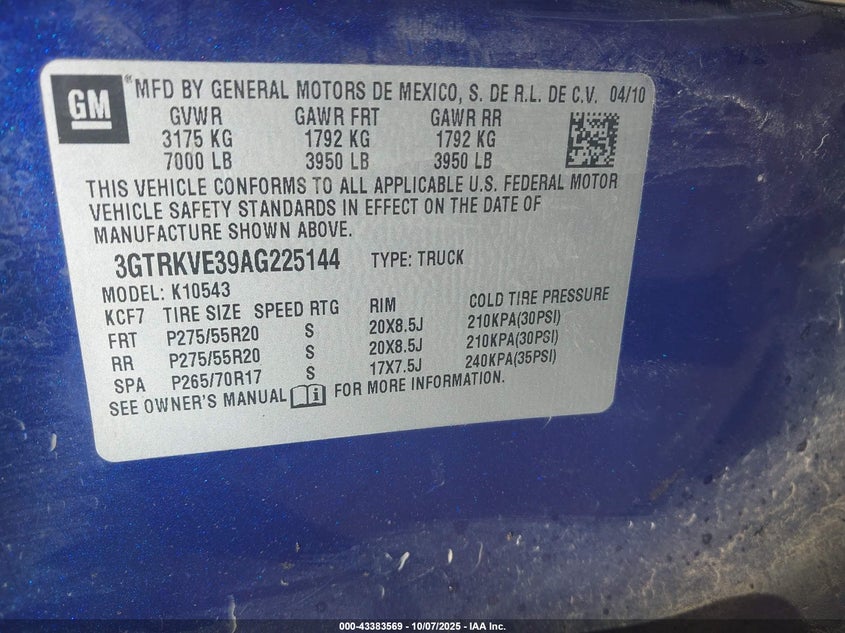 GM
® MFD BY GENERAL MOTORS DE MEXICO, S. DE R.L. DE C.V. 04/10
GVWR GAWR FRT GAWR RR
3175 KG 1792 KG 1792 KG
7000 LB 3950 LB 3950 LB
THIS VEHICLE CONFORMS TO ALL APPLICABLE U.S. FEDERAL MOTOR
VEHICLE SAFETY STANDARDS IN EFFECT ON THE DATE OF
MANUFACTURE SHOWN ABOVE.
3GTRKVE39AG225144 TYPE: TRUCK
MODEL: K10543
KCF7 TIRE SIZE SPEED RTG RIM COLD TIRE PRESSURE
FRT P275/55R20 S 20X8.5J 210KPA(30PSI)
RR P275/55R20 S 20X8.5J 210KPA(30PSI)
SPA P265/70R17 S 17X7.5J 240KPA(35PSI)
SEE OWNER'S MANUAL i FOR MORE INFORMATION.
000-43383569 - 10/07/2025 - IAA Inc.